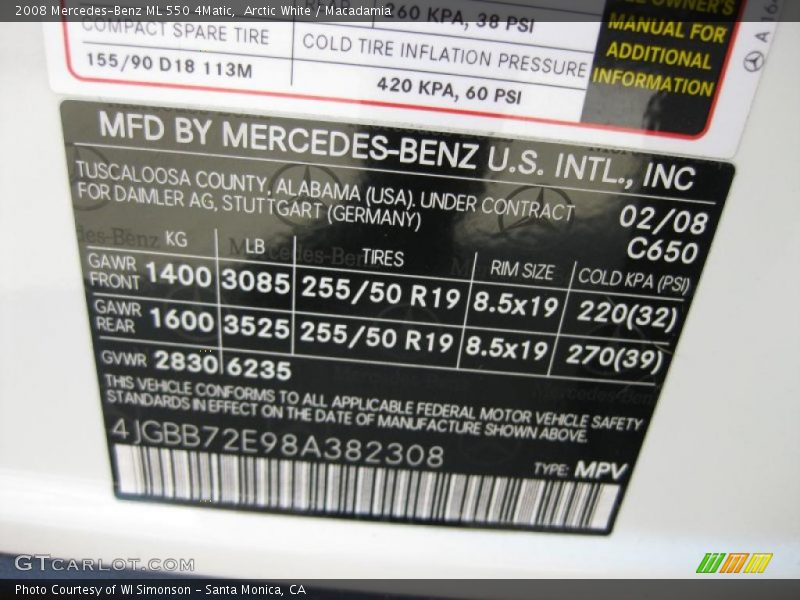 2008 Mercedes-Benz ML 550 4Matic, Arctic White / Macadamia
260 KPA, 38 PSI
COMPACT SPARE TIRE
155/90 D18 113M
COLD TIRE INFLATION PRESSURE
420 KPA, 60 PSI
OWNER'S
MANUAL FOR
ADDITIONAL
INFORMATION
MFD BY MERCEDES-BENZ U.S. INTL., INC
TUSCALOOSA COUNTY, ALABAMA (USA). UNDER CONTRACT
FOR DAIMLER AG, STUTTGART (GERMANY)
02/08
C650
KG LB TIRES RIM SIZE COLD KPA (PSI)
GAWR FRONT 1400 3085 255/50 R19 8.5x19 220(32)
GAWR REAR 1600 3525 255/50 R19 8.5x19 270(39)
GVWR 2830 6235
THIS VEHICLE CONFORMS TO ALL APPLICABLE FEDERAL MOTOR VEHICLE SAFETY
STANDARDS IN EFFECT ON THE DATE OF MANUFACTURE SHOWN ABOVE.
4JGBB72E98A382308
TYPE: MPV
GTCARLOT.COM
Photo Courtesy of WI Simonson - Santa Monica, CA